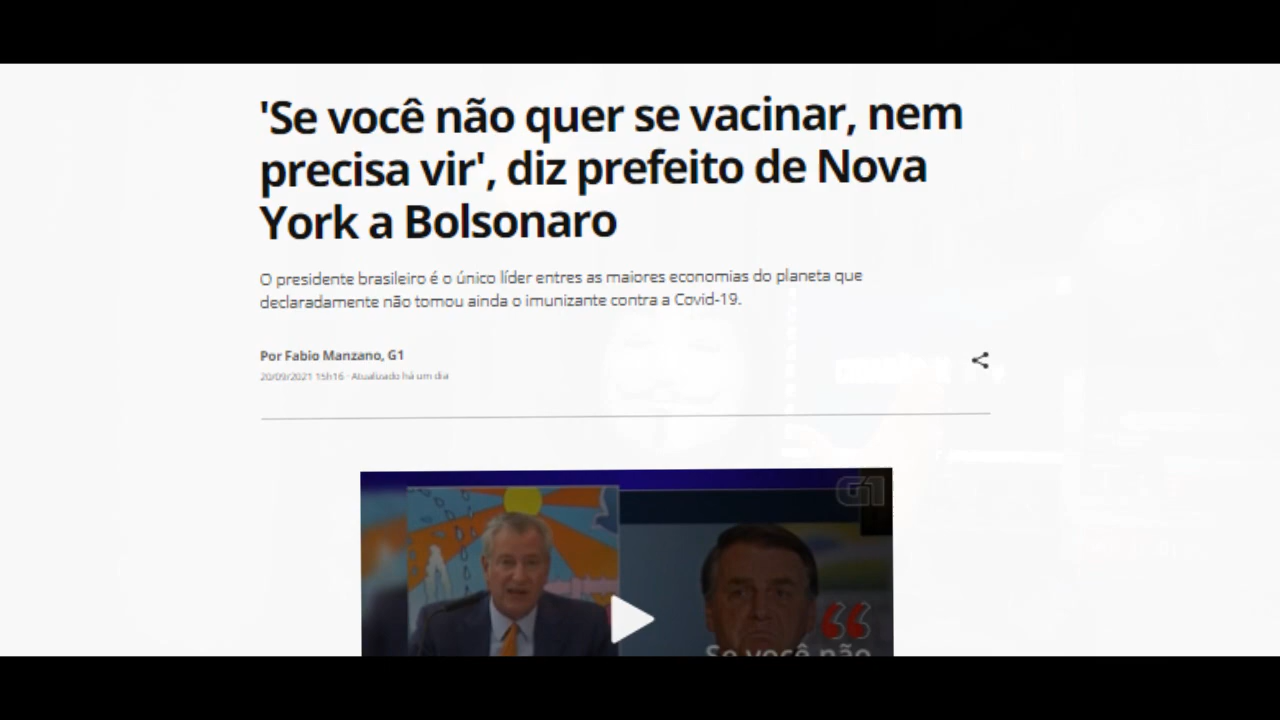 'Se você não quer se vacinar, nem
precisa vir', diz prefeito de Nova
York a Bolsonaro
O presidente brasileiro é o único líder entres as maiores economias do planeta que
declaradamente não tomou ainda o imunizante contra a Covid-19.
Por Fabio Manzano, G1
20/09/2021 15h16 · Atualizado há um dia
G1
Se você não